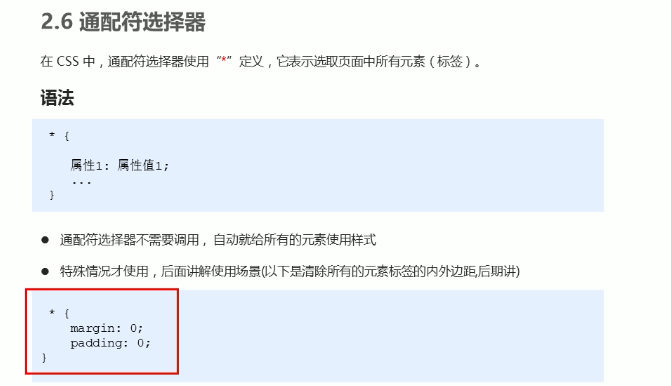 2.6 通配符选择器
在 CSS 中，通配符选择器使用“*”定义，它表示选取页面中所有元素（标签）。
语法
* {
属性1: 属性值1;
...
}
● 通配符选择器不需要调用，自动就给所有的元素使用样式
● 特殊情况才使用，后面讲解使用场景(以下是清除所有的元素标签的内外边距,后期讲)
* {
margin: 0;
padding: 0;
}